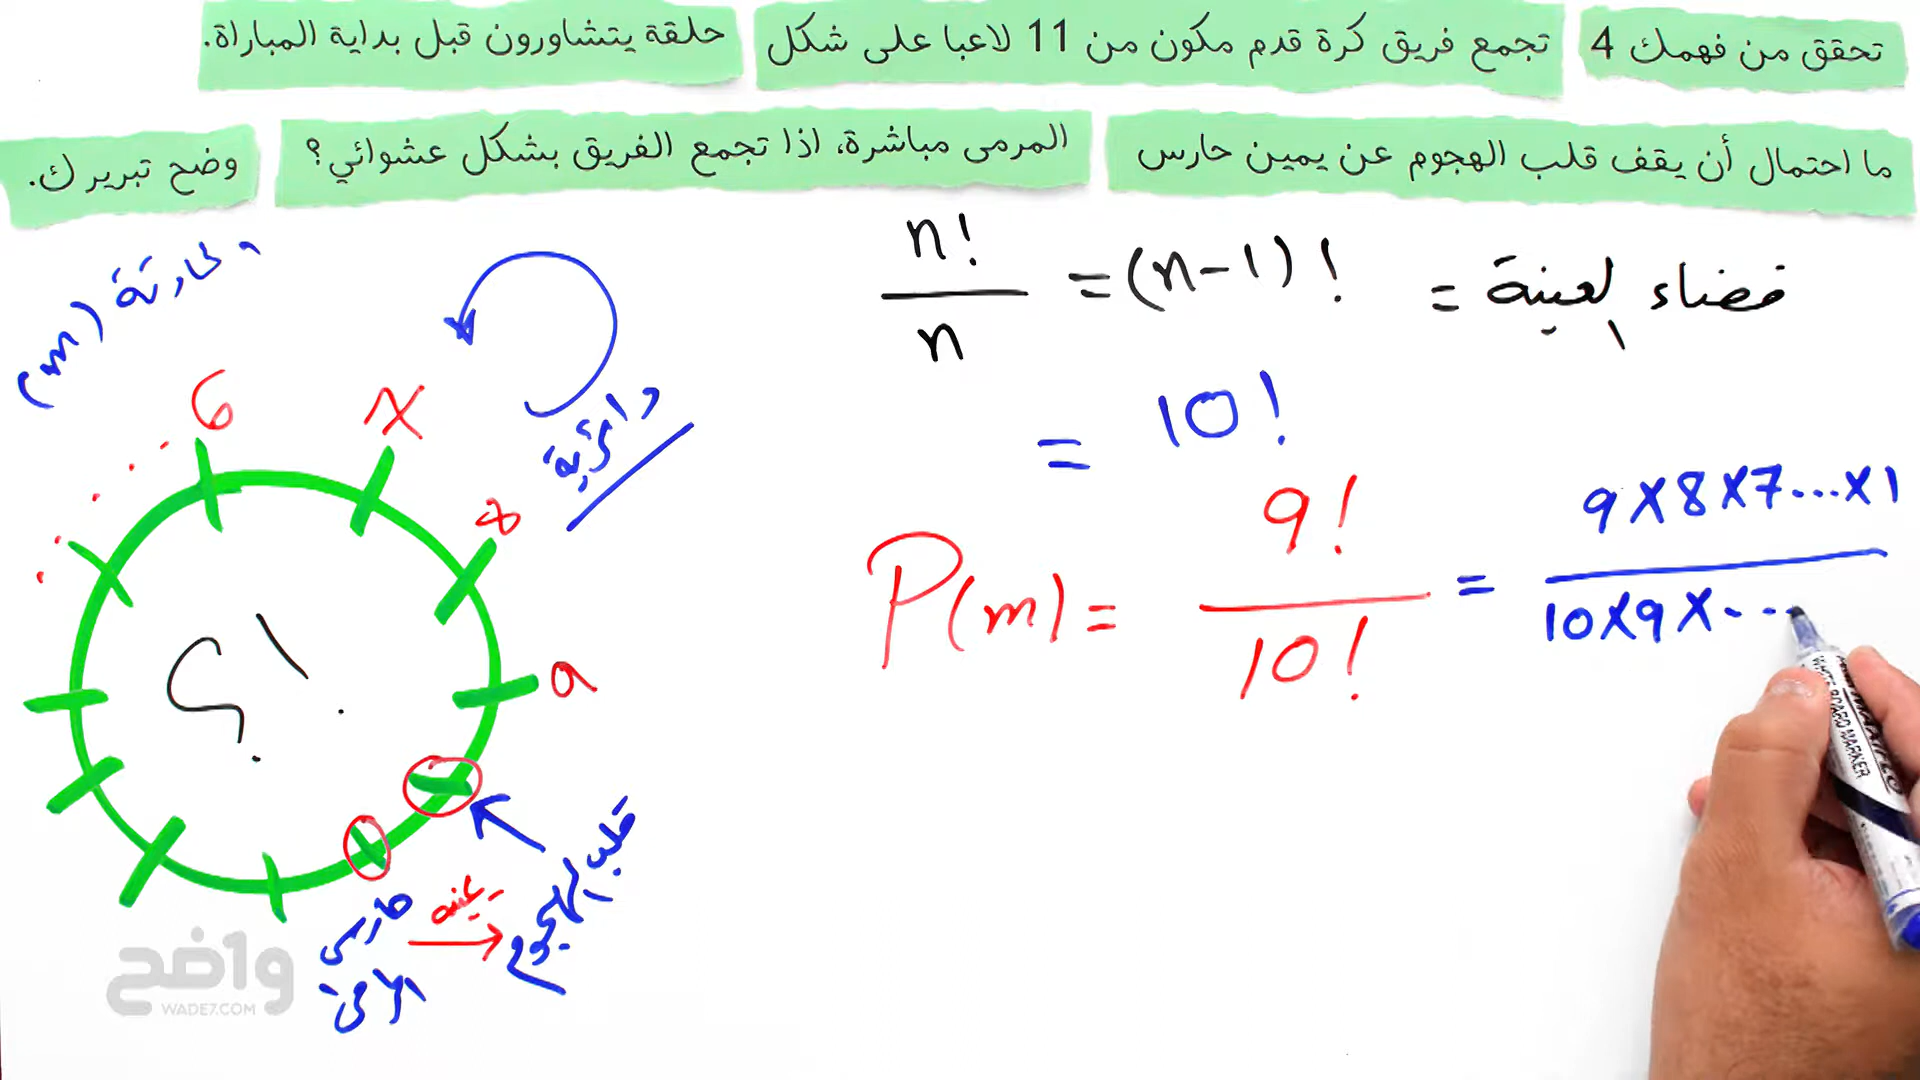 تحقق من فهمك 4 تجمع فريق كرة قدم مكون من 11 لاعبا على شكل حلقة يتشاورون قبل بداية المباراة.
ما احتمال أن يقف قلب الهجوم عن يمين حارس المرمى مباشرة، اذا تجمع الفريق بشكل عشوائي؟ وضح تبريرك.
فضاء العينة = (n-1)! = n!/n
= 10!
P(m) = 9!/10! = 9×8×7...×1 / 10×9×...
(m)
دائرية
6
x
8
a
؟!
قلب الهجوم
يمينه
حارس
واضح
WADE7.COM
WHITE BOARD MARKER